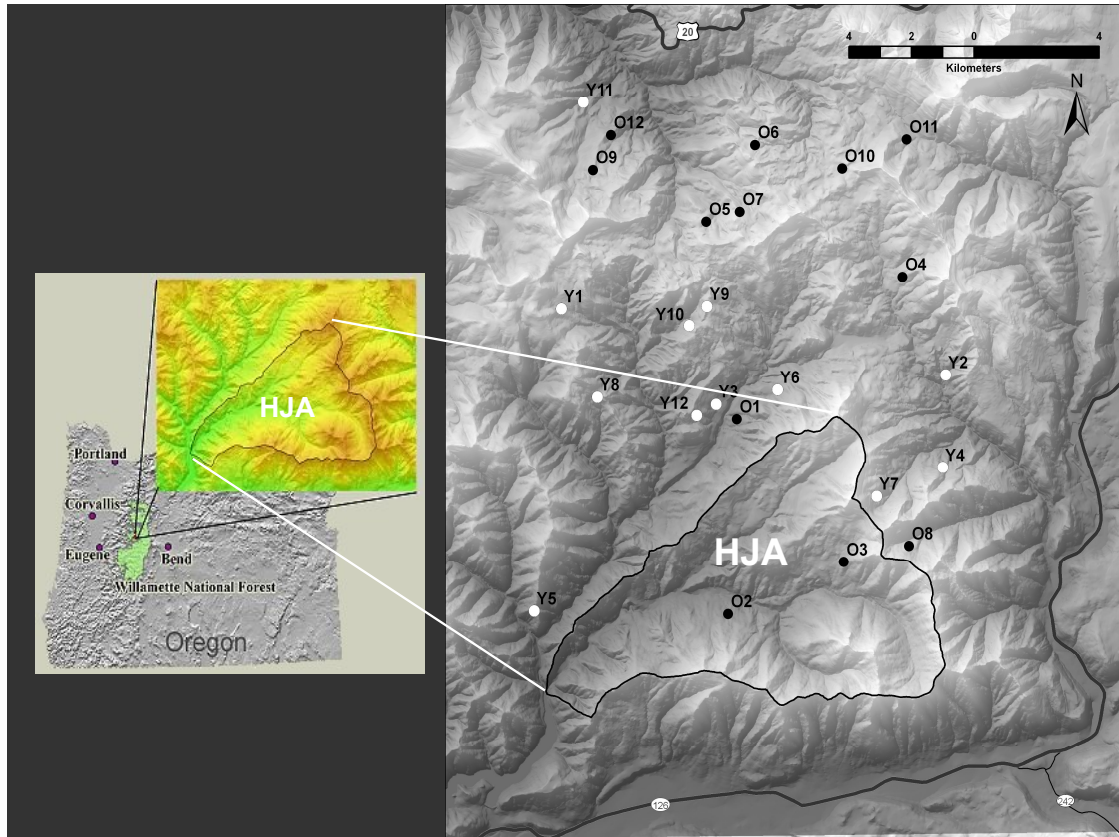 20
4 2 0 4
Kilometers
N
Y11
O12
O6
O11
O9
O10
O7
O5
O4
Y1
Y9
Y10
Y2
Y8
Y6
Y3
Y12
O1
Y4
Y7
HJA
O8
O3
Y5
O2
HJA
Portland
Corvallis
Eugene
Bend
Willamette National Forest
Oregon
126
242